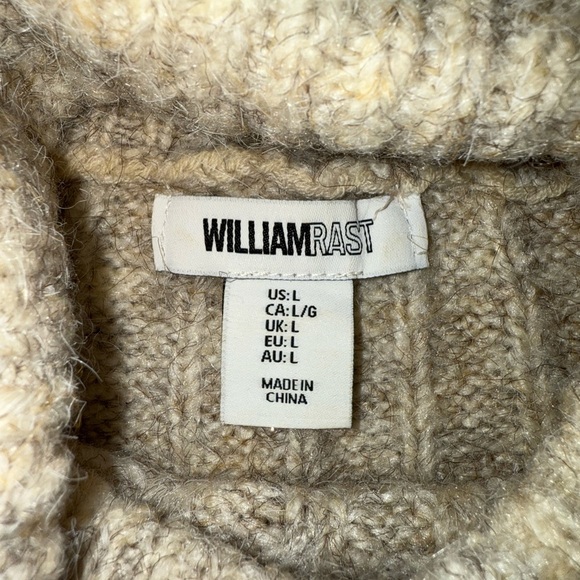 WILLIAMRAST
US: L
CA: L/G
UK: L
EU: L
AU: L
MADE IN
CHINA